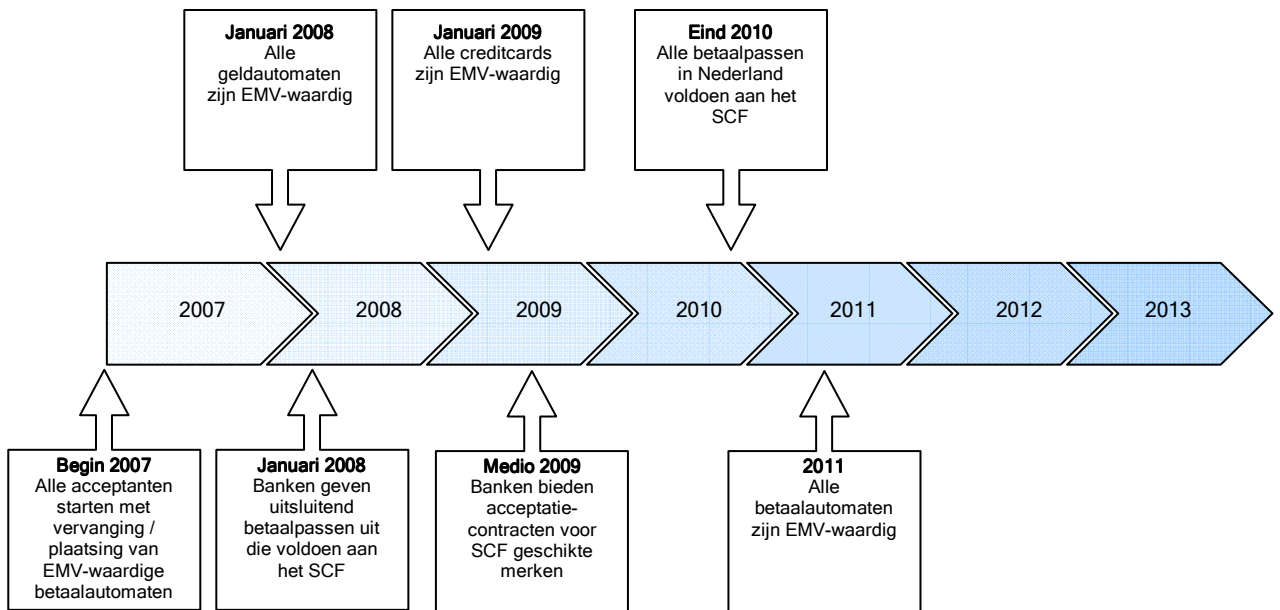 Januari 2008
Alle
geldautomaten
zijn EMV-waardig
Januari 2009
Alle creditcards
zijn EMV-waardig
Eind 2010
Alle betaalpassen
in Nederland
voldoen aan het
SCF
2007
2008
2009
2010
2011
2012
2013
Begin 2007
Alle acceptanten
starten met
vervanging /
plaatsing van
EMV-waardige
betaalautomaten
Januari 2008
Banken geven
uitsluitend
betaalpassen uit
die voldoen aan
het SCF
Medio 2009
Banken bieden
acceptatie-
contracten voor
SCF geschikte
merken
2011
Alle
betaalautomaten
zijn EMV-waardig